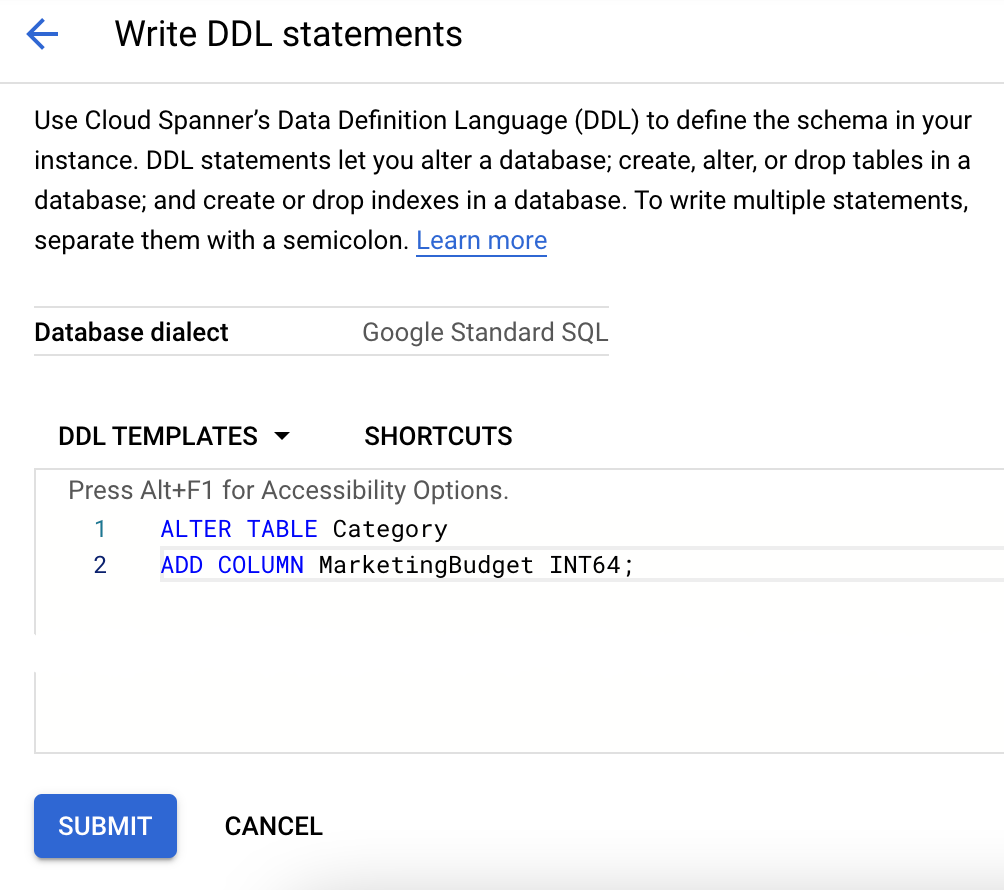 Write DDL statements
Use Cloud Spanner’s Data Definition Language (DDL) to define the schema in your
instance. DDL statements let you alter a database; create, alter, or drop tables in a
database; and create or drop indexes in a database. To write multiple statements,
separate them with a semicolon. Learn more
Database dialect Google Standard SQL
DDL TEMPLATES SHORTCUTS
Press Alt+F1 for Accessibility Options.
1 ALTER TABLE Category
2 ADD COLUMN MarketingBudget INT64;
SUBMIT CANCEL